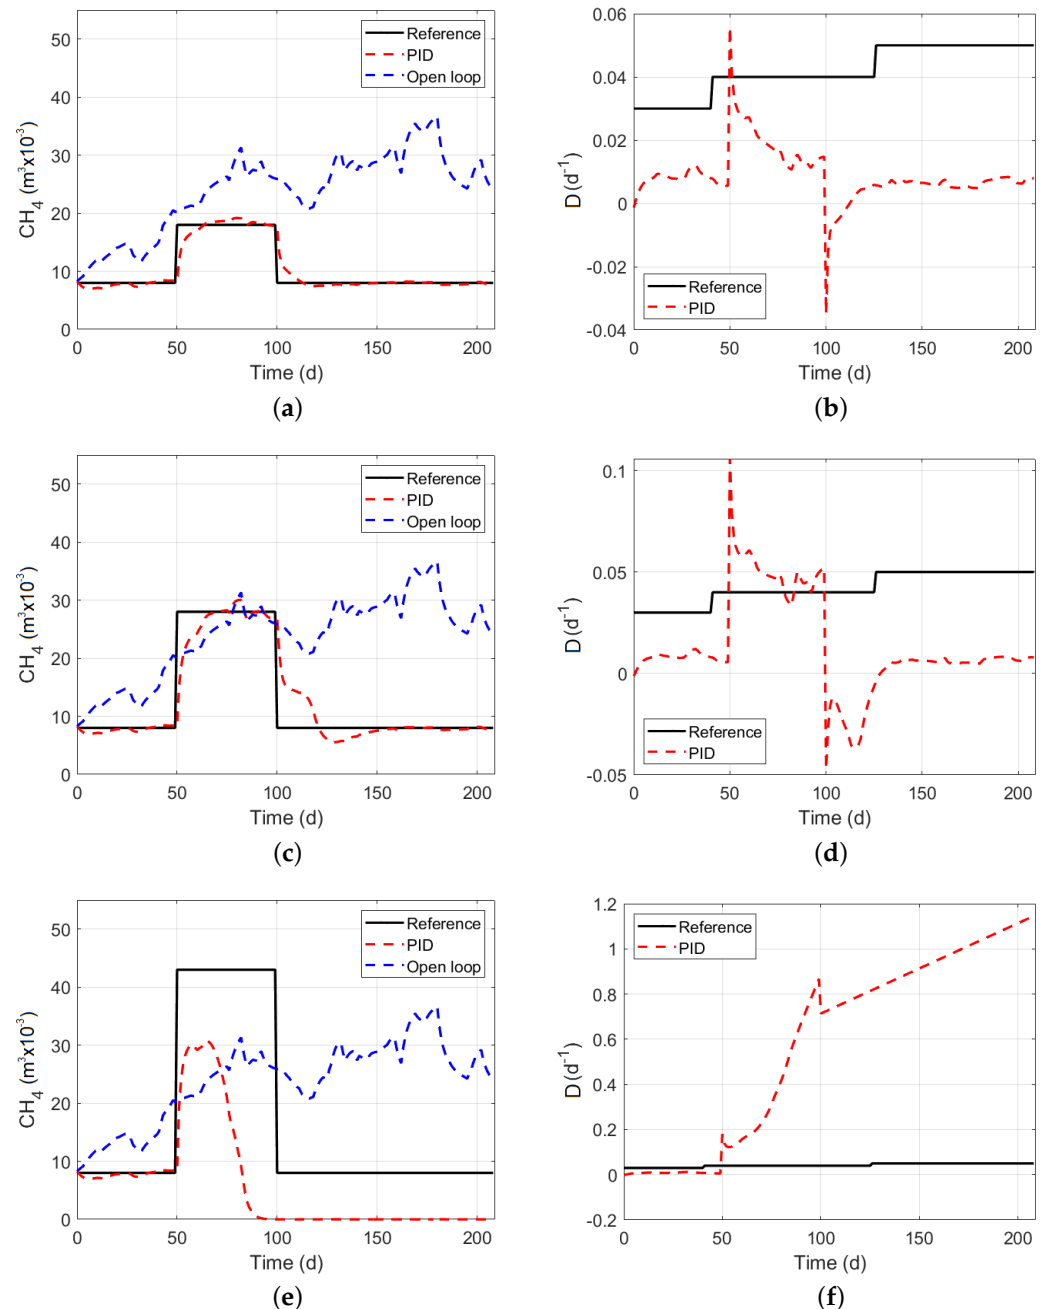 50
40
30
20
10
0
CH₄ (m³x10⁻³)
Reference
PID
Open loop
0 50 100 150 200
Time (d)
(a)
0.06
0.04
0.02
0
-0.02
-0.04
D (d⁻¹)
Reference
PID
0 50 100 150 200
Time (d)
(b)
50
40
30
20
10
0
CH₄ (m³x10⁻³)
Reference
PID
Open loop
0 50 100 150 200
Time (d)
(c)
0.1
0.05
0
-0.05
D (d⁻¹)
Reference
PID
0 50 100 150 200
Time (d)
(d)
50
40
30
20
10
0
CH₄ (m³x10⁻³)
Reference
PID
Open loop
0 50 100 150 200
Time (d)
(e)
1.2
1
0.8
0.6
0.4
0.2
0
-0.2
D (d⁻¹)
Reference
PID
0 50 100 150 200
Time (d)
(f)